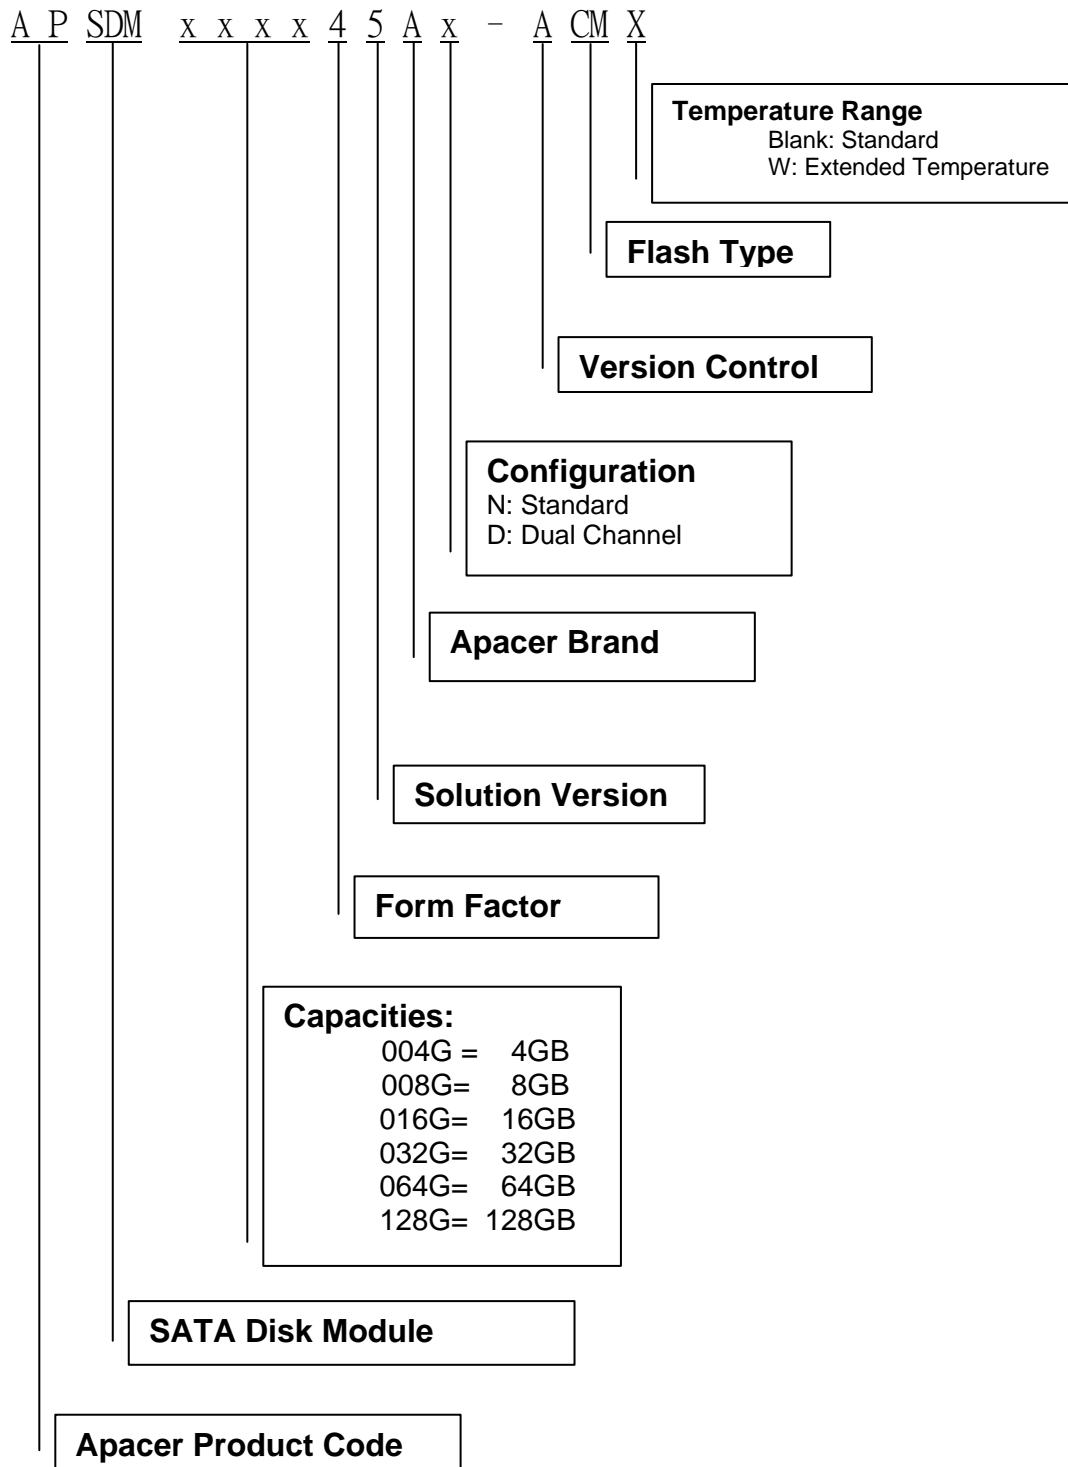 A P SDM x x x x 4 5 A x - A CM X
Temperature Range
Blank: Standard
W: Extended Temperature
Flash Type
Version Control
Configuration
N: Standard
D: Dual Channel
Apacer Brand
Solution Version
Form Factor
Capacities:
004G = 4GB
008G= 8GB
016G= 16GB
032G= 32GB
064G= 64GB
128G= 128GB
SATA Disk Module
Apacer Product Code